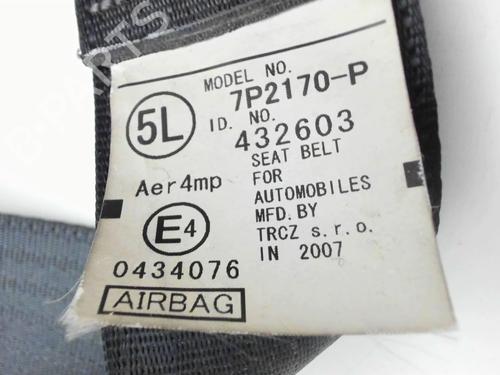 MODEL NO.
7P2170-P
5L
I D. NO.
432603
SEAT BELT
Aer4mp
FOR
AUTOMOBILES
MFD. BY
E4
TRCZ s. r. o.
0434076
IN 2007
AIRBAG